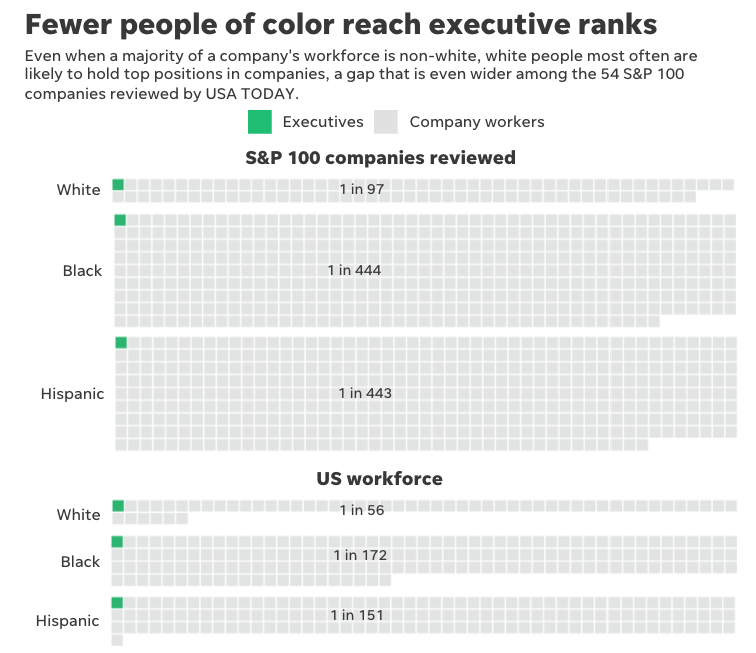 Fewer people of color reach executive ranks
Even when a majority of a company's workforce is non-white, white people most often are
likely to hold top positions in companies, a gap that is even wider among the 54 S&P 100
companies reviewed by USA TODAY.
Executives Company workers
S&P 100 companies reviewed
White 1 in 97
Black 1 in 444
Hispanic 1 in 443
US workforce
White 1 in 56
Black 1 in 172
Hispanic 1 in 151